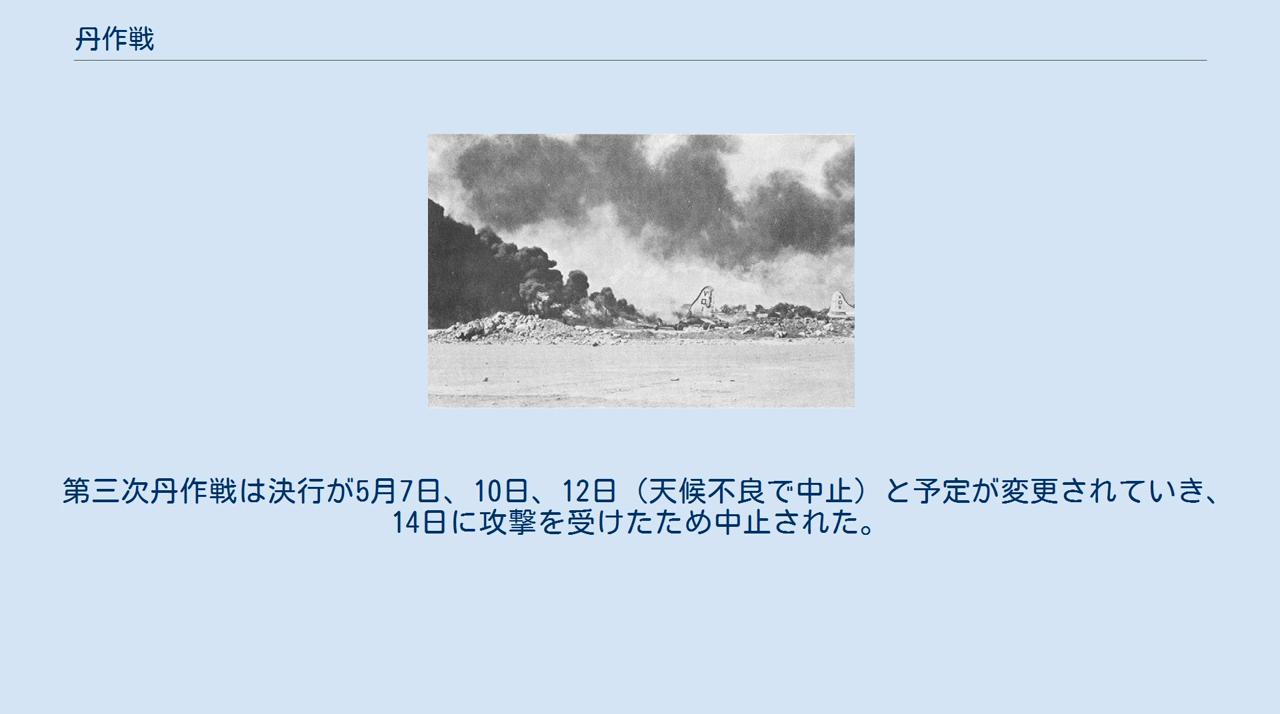 丹作戦
第三次丹作戦は決行が5月7日、10日、12日（天候不良で中止）と予定が変更されていき、
14日に攻撃を受けたため中止された。